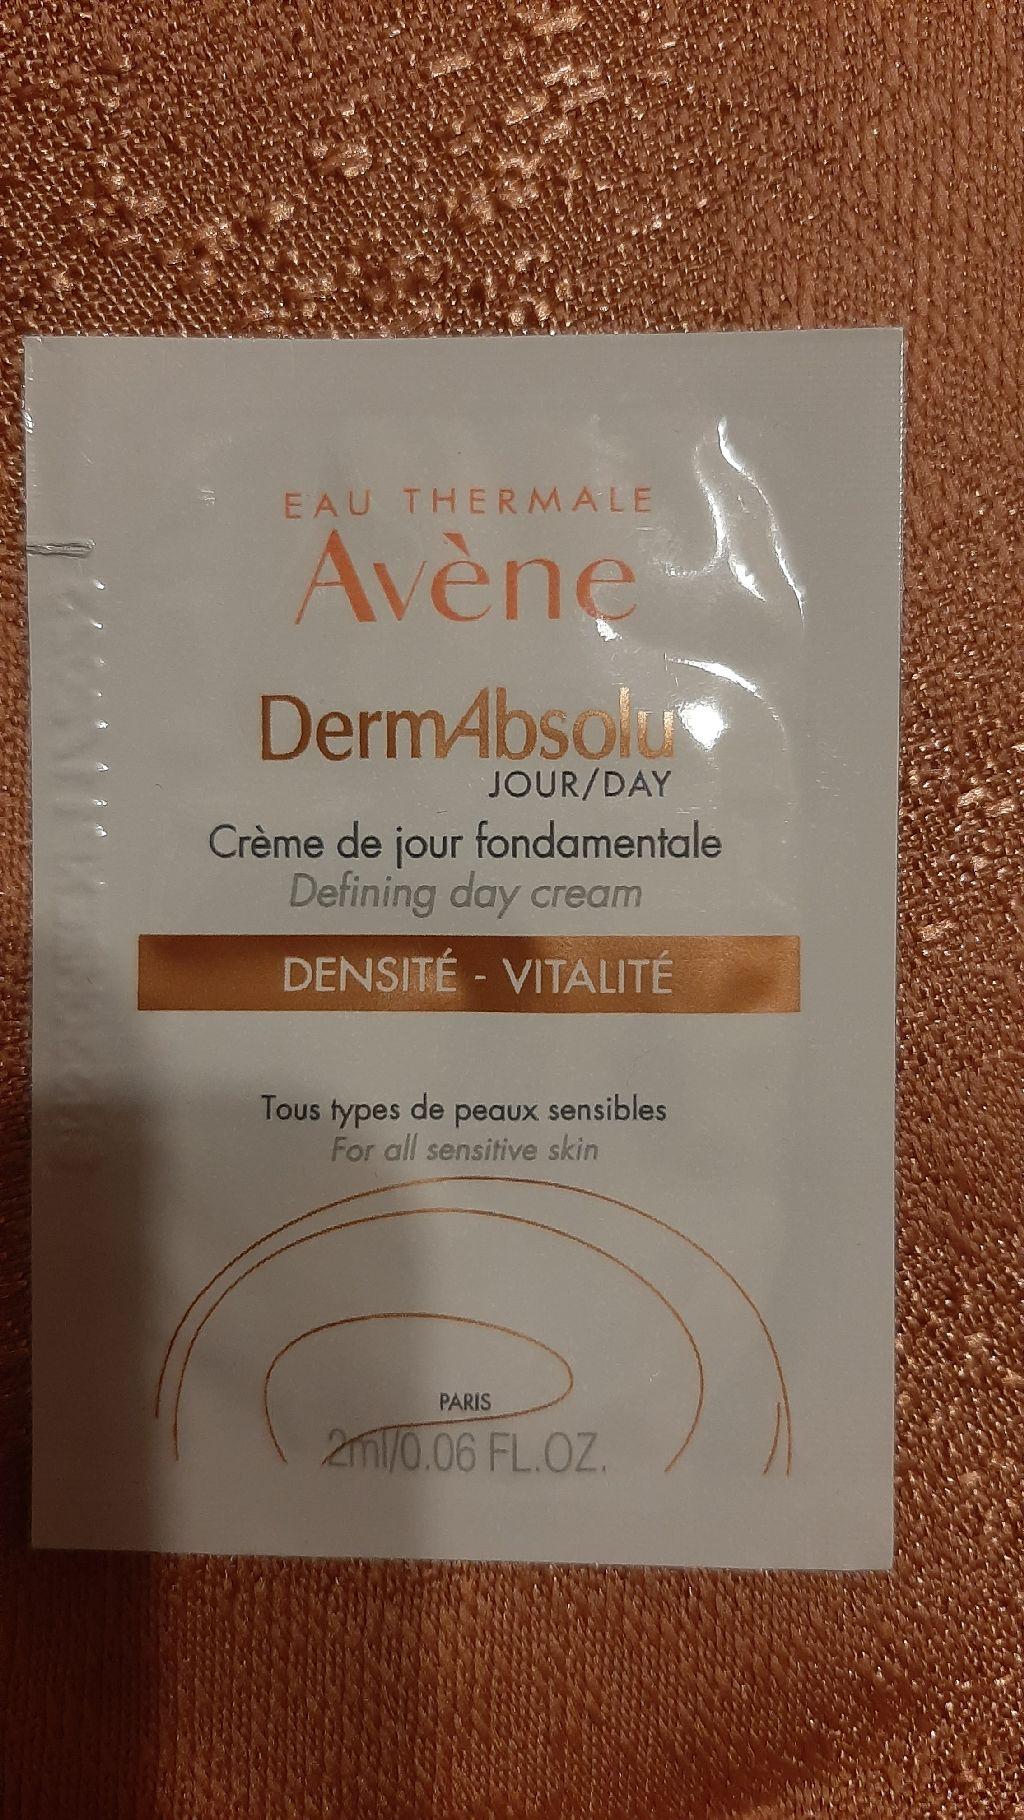 EAU THERMALE
Avène
DermAbsolu
JOUR/DAY
Crème de jour fondamentale
Defining day cream
DENSITÉ - VITALITÉ
Tous types de peaux sensibles
For all sensitive skin
PARIS
2ml/0.06 FL.OZ.